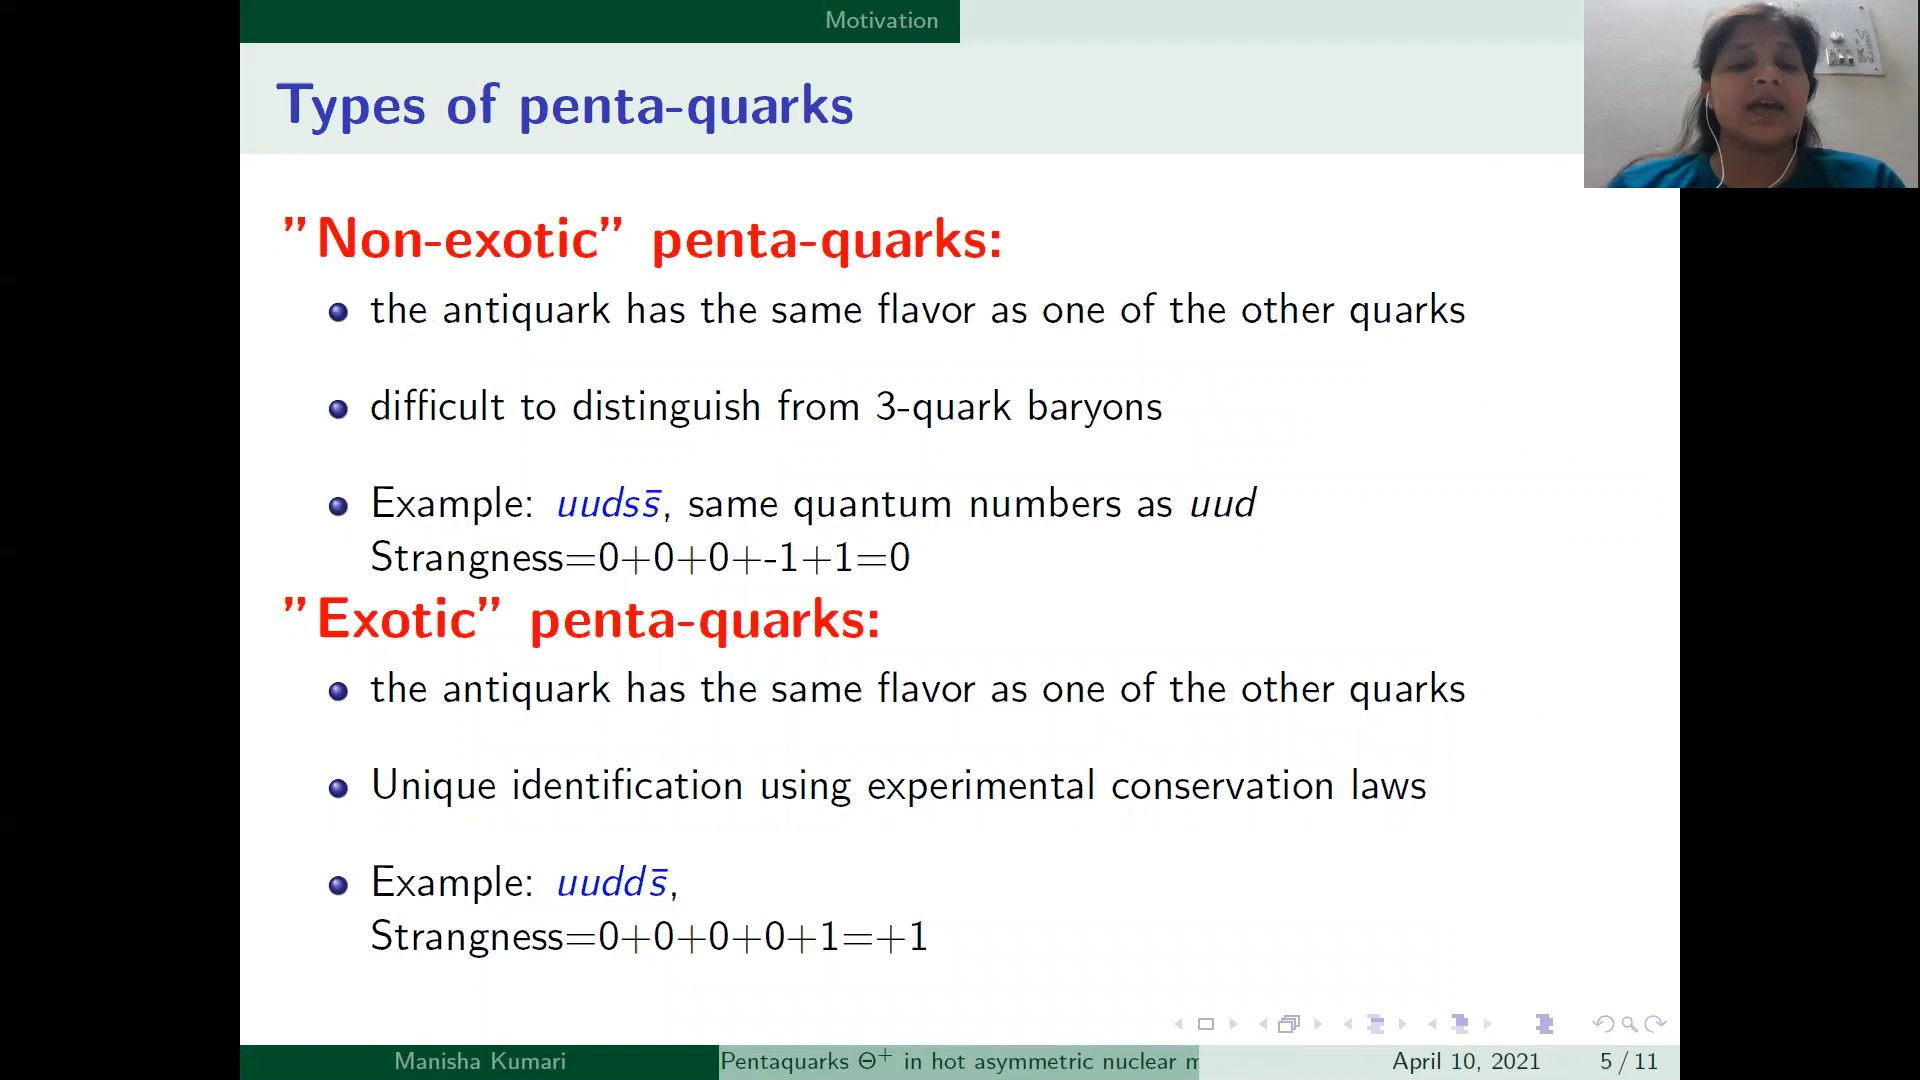 Motivation
Types of penta-quarks
”Non-exotic” penta-quarks:
the antiquark has the same flavor as one of the other quarks
difficult to distinguish from 3-quark baryons
Example: uudss̄, same quantum numbers as uud
Strangness=0+0+0+-1+1=0
”Exotic” penta-quarks:
the antiquark has the same flavor as one of the other quarks
Unique identification using experimental conservation laws
Example: uudds̄,
Strangness=0+0+0+0+1=+1
Manisha Kumari Pentaquarks Θ⁺ in hot asymmetric nuclear m April 10, 2021 5 / 11